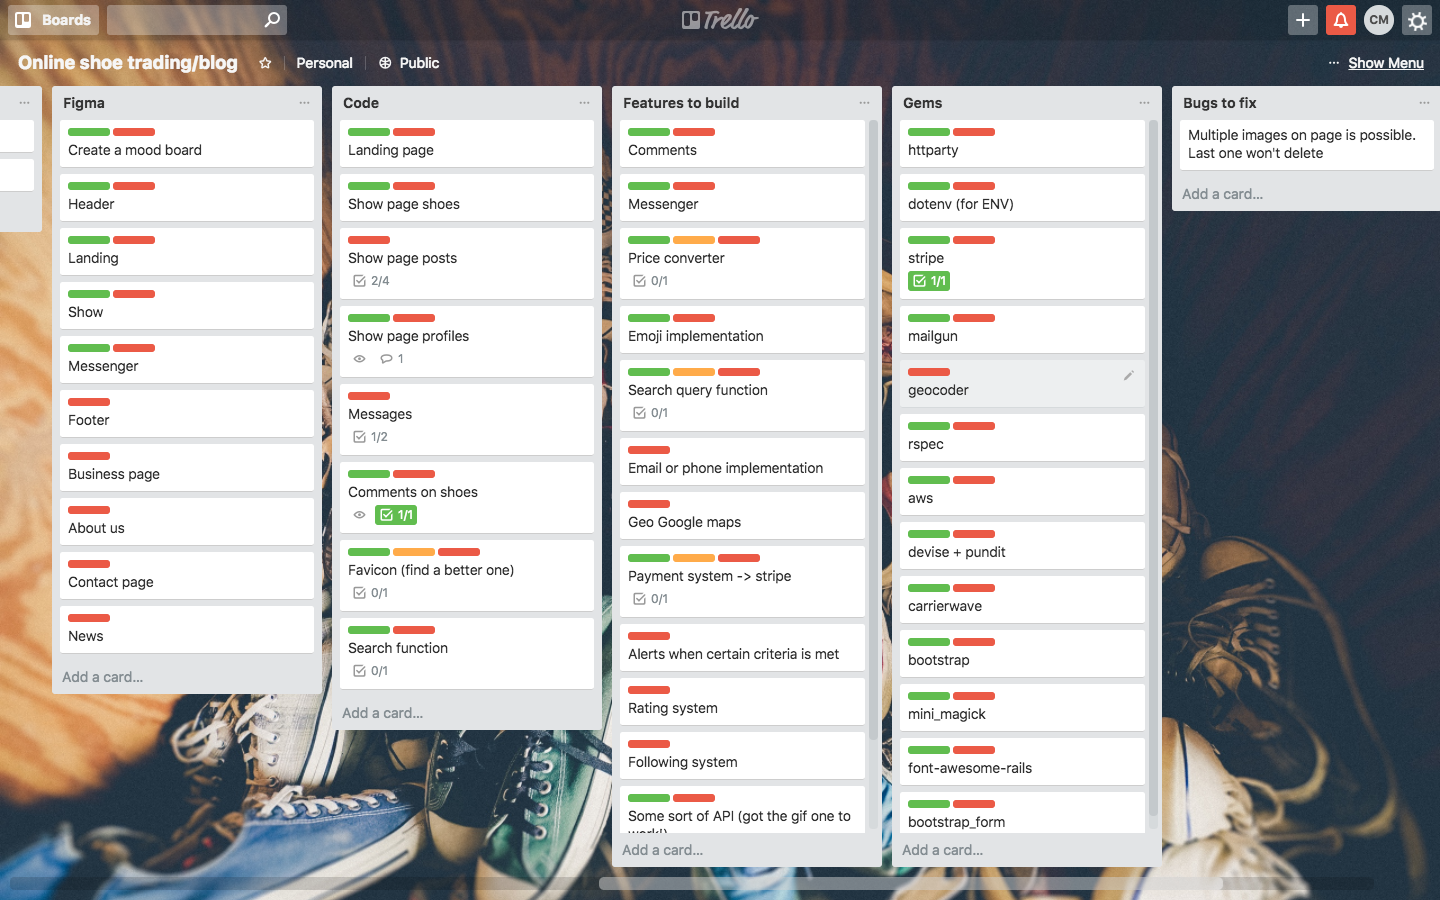 Boards
Trello
CM
Online shoe trading/blog
Personal
Public
... Show Menu
Figma
Create a mood board
Header
Landing
Show
Messenger
Footer
Business page
About us
Contact page
News
Add a card...
Code
Landing page
Show page shoes
Show page posts
2/4
Show page profiles
1
Messages
1/2
Comments on shoes
1/1
Favicon (find a better one)
0/1
Search function
0/1
Add a card...
Features to build
Comments
Messenger
Price converter
0/1
Emoji implementation
Search query function
0/1
Email or phone implementation
Geo Google maps
Payment system -> stripe
0/1
Alerts when certain criteria is met
Rating system
Following system
Some sort of API (got the gif one to
work!)
Add a card...
Gems
httparty
dotenv (for ENV)
stripe
1/1
mailgun
geocoder
rspec
aws
devise + pundit
carrierwave
bootstrap
mini_magick
font-awesome-rails
bootstrap_form
Add a card...
Bugs to fix
Multiple images on page is possible.
Last one won't delete
Add a card...